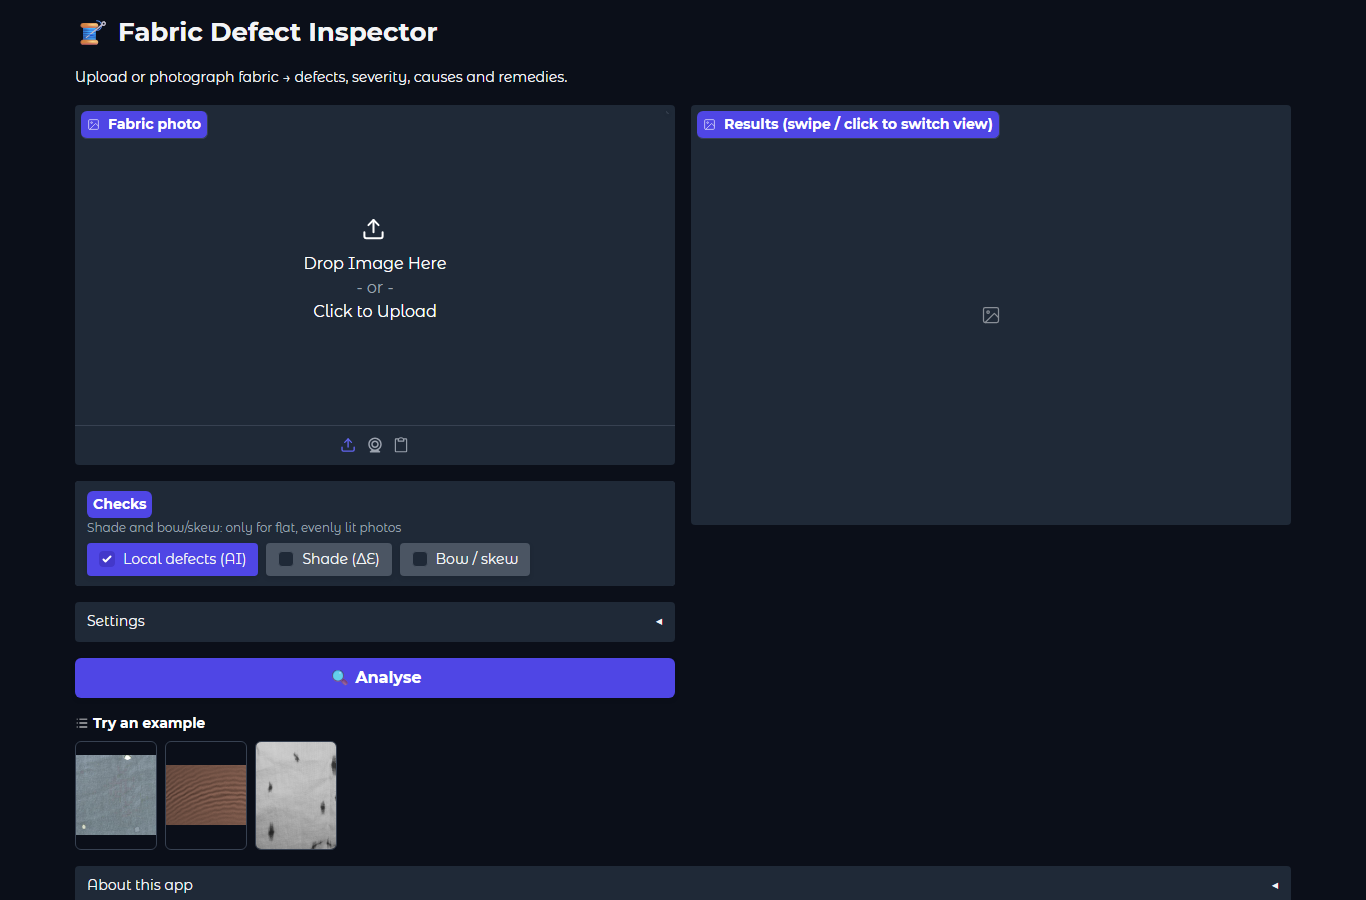 Fabric Defect Inspector
Upload or photograph fabric → defects, severity, causes and remedies.
Fabric photo
Drop Image Here
- or -
Click to Upload
Results (swipe / click to switch view)
Checks
Shade and bow/skew: only for flat, evenly lit photos
Local defects (AI)
Shade (ΔE)
Bow / skew
Settings
Analyse
Try an example
About this app